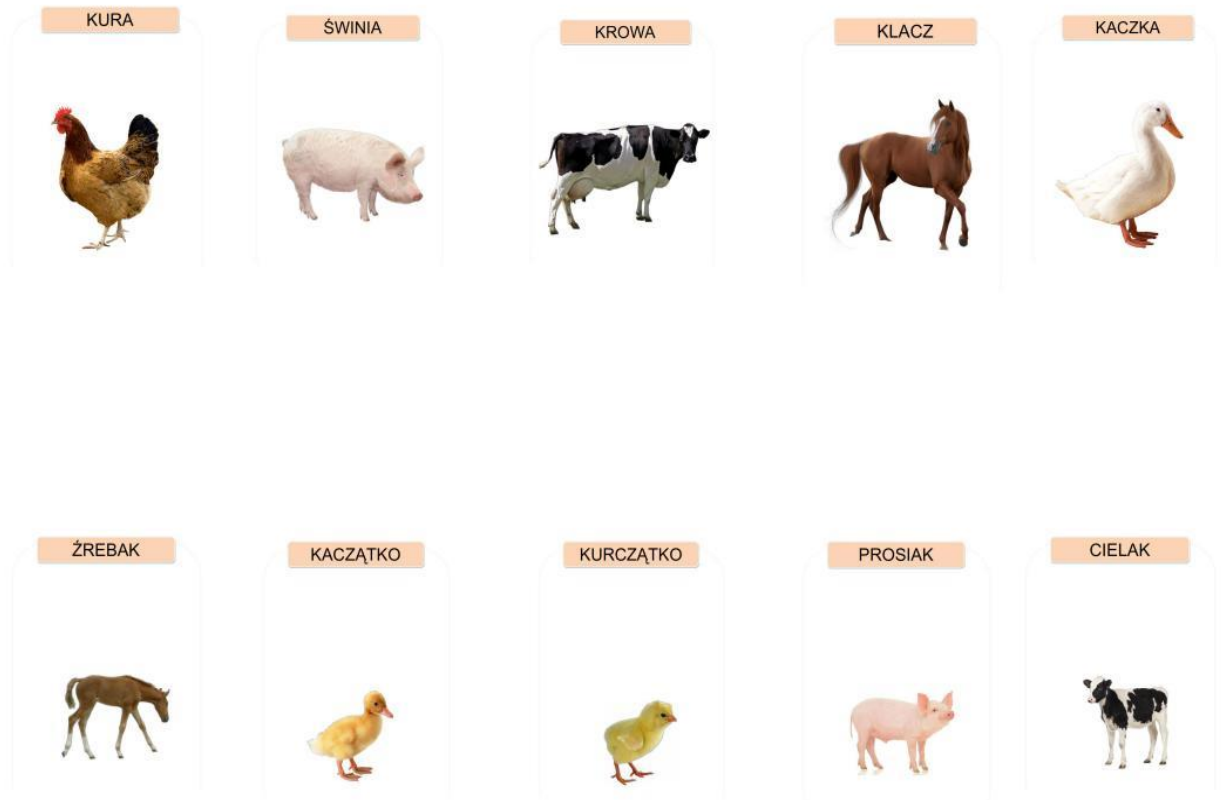 KURA
ŚWINIA
KROWA
KLACZ
KACZKA
ŹREBAK
KACZĄTKO
KURCZĄTKO
PROSIAK
CIELAK